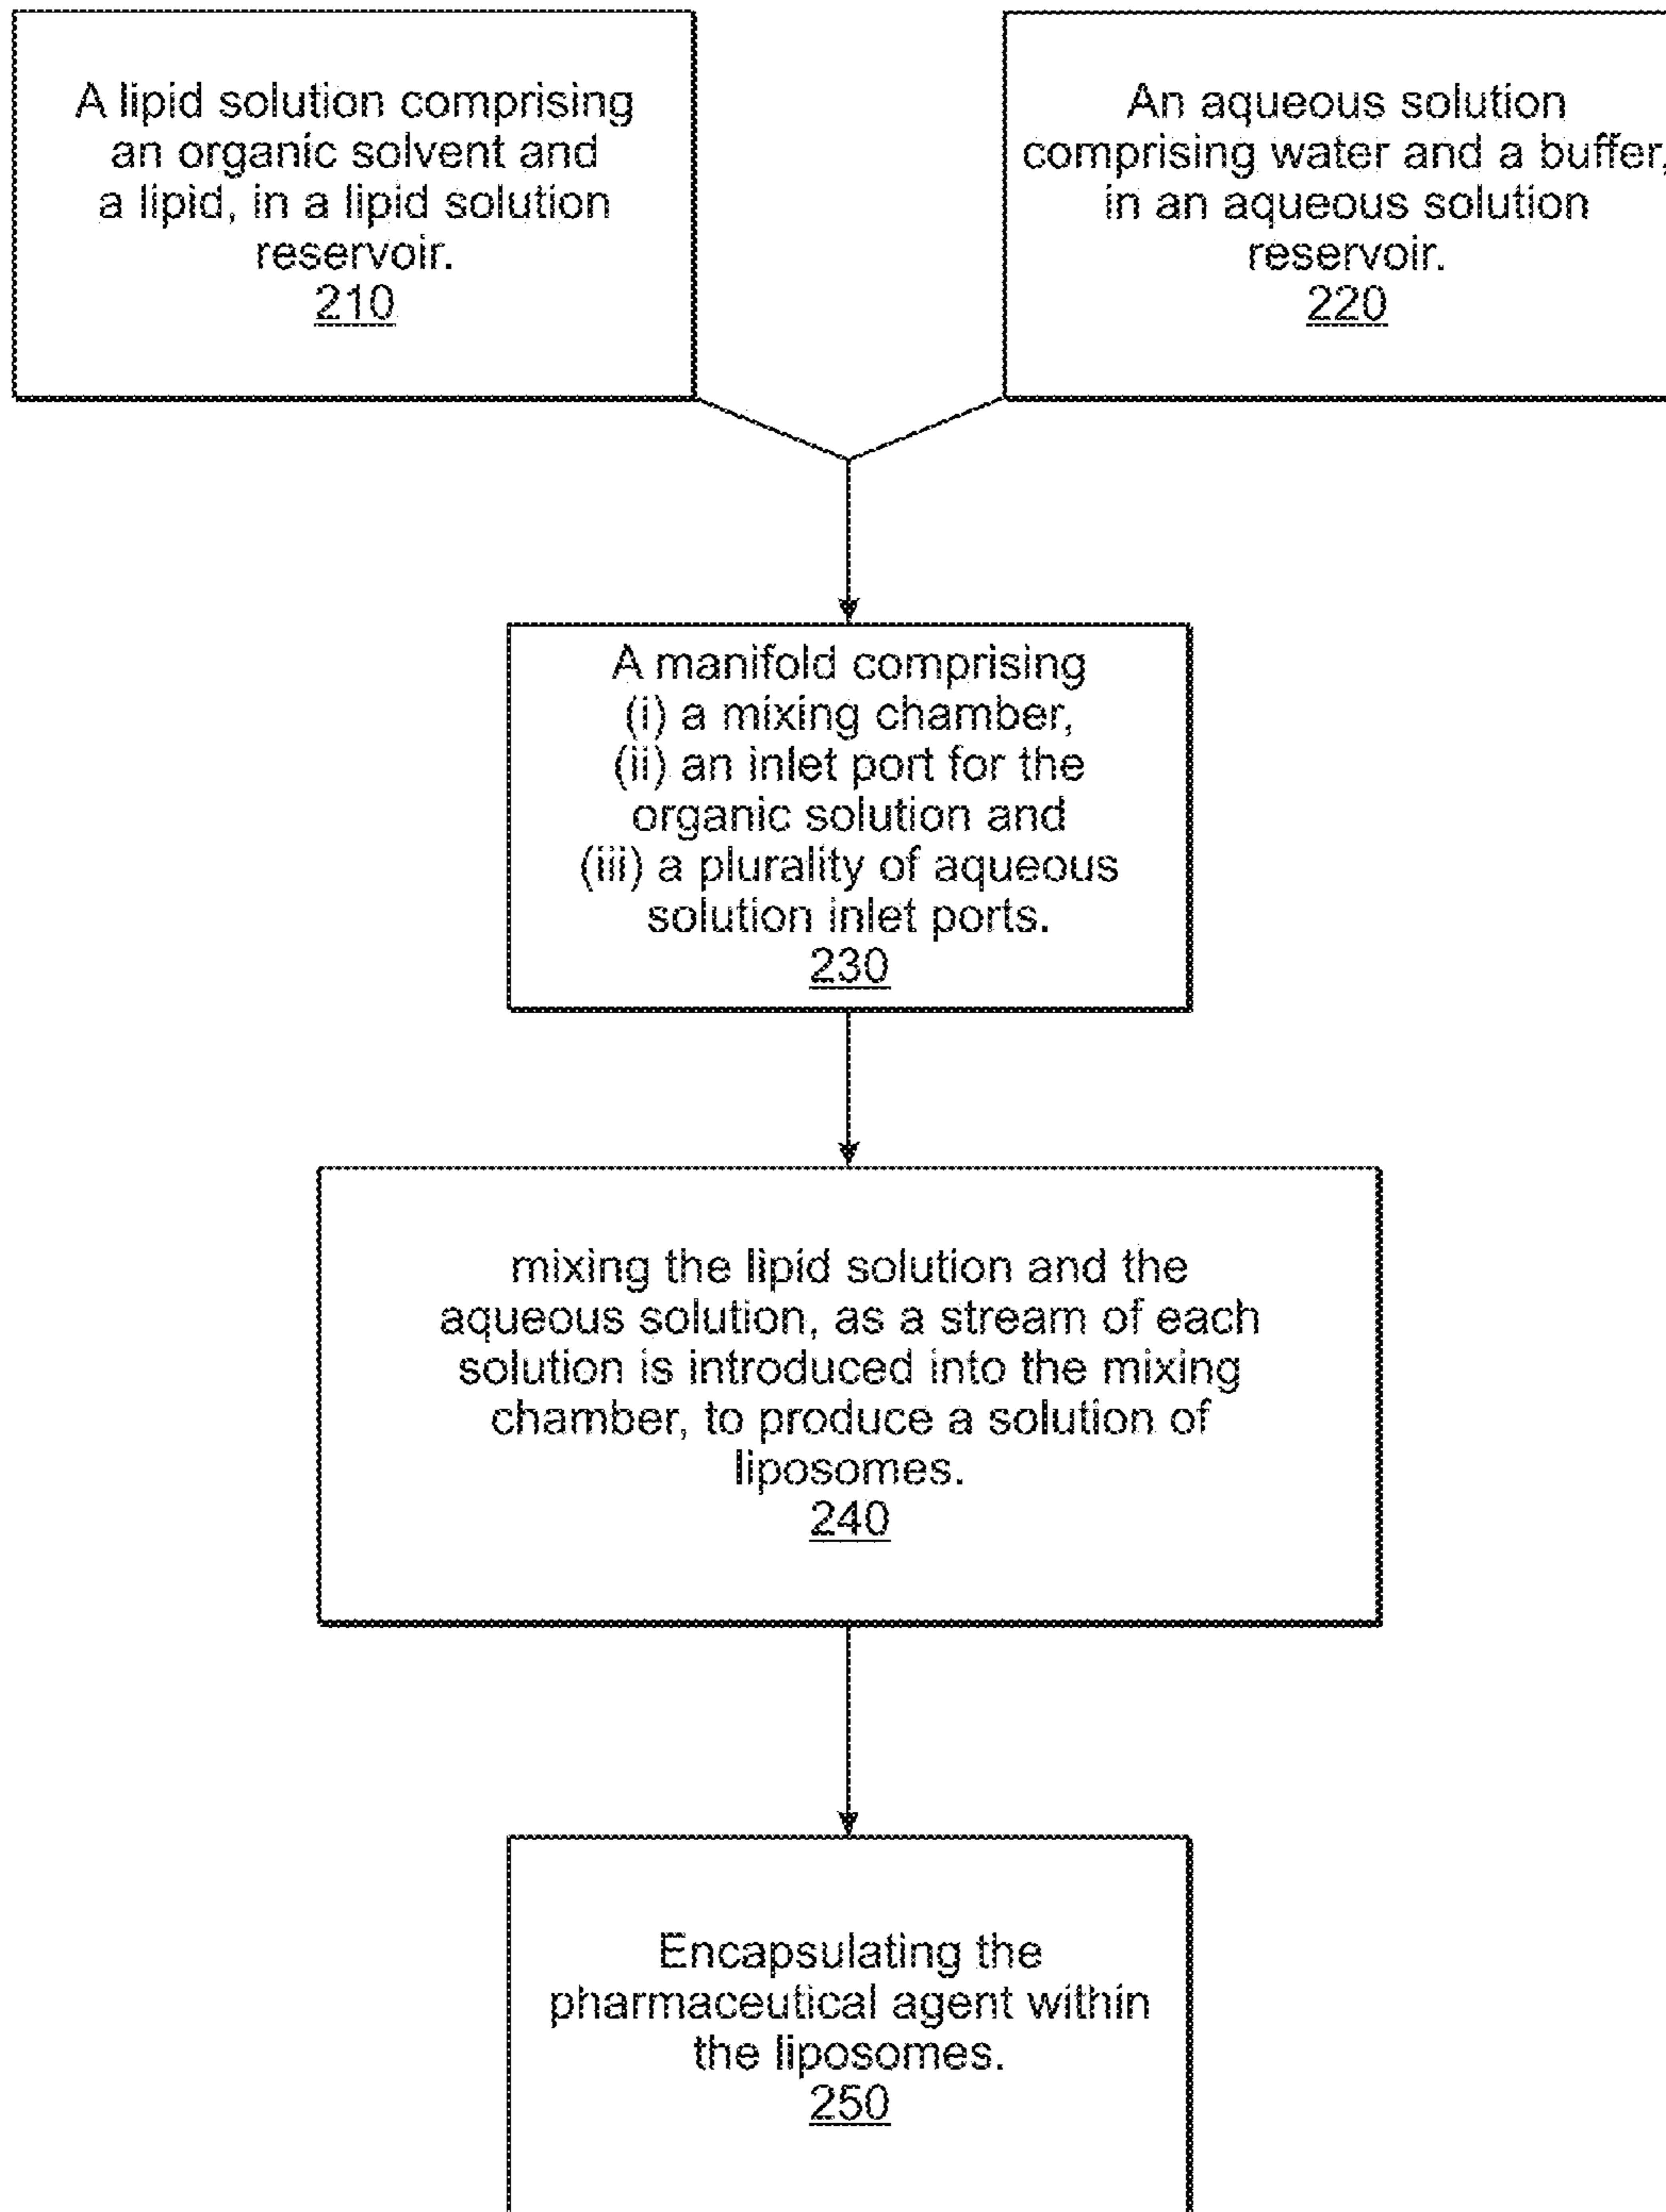 A lipid solution comprising
an organic solvent and
a lipid, in a lipid solution
reservoir.
210
An aqueous solution
comprising water and a buffer,
in an aqueous solution
reservoir.
220
A manifold comprising
(i) a mixing chamber,
(ii) an inlet port for the
organic solution and
(iii) a plurality of aqueous
solution inlet ports.
230
mixing the lipid solution and the
aqueous solution, as a stream of each
solution is introduced into the mixing
chamber, to produce a solution of
liposomes.
240
Encapsulating the
pharmaceutical agent within
the liposomes.
250